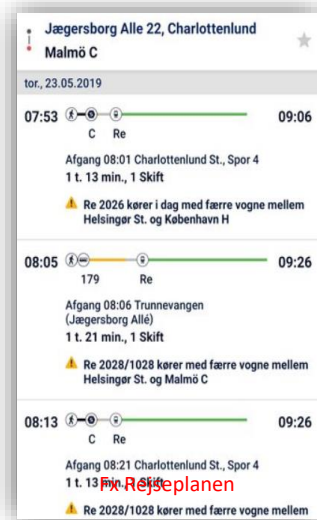 Jægersborg Alle 22, Charlottenlund
Malmö C
tor., 23.05.2019
07:53 09:06
C Re
Afgang 08:01 Charlottenlund St., Spor 4
1 t. 13 min., 1 Skift
Re 2026 kører i dag med færre vogne mellem
Helsingør St. og København H
08:05 09:26
179 Re
Afgang 08:06 Trunnevangen
(Jægersborg Allé)
1 t. 21 min., 1 Skift
Re 2028/1028 kører med færre vogne mellem
Helsingør St. og Malmö C
08:13 09:26
C Re
Afgang 08:21 Charlottenlund St., Spor 4
1 t. 13 min., 1 Skift
Fx Rejseplanen
Re 2028/1028 kører med færre vogne mellem